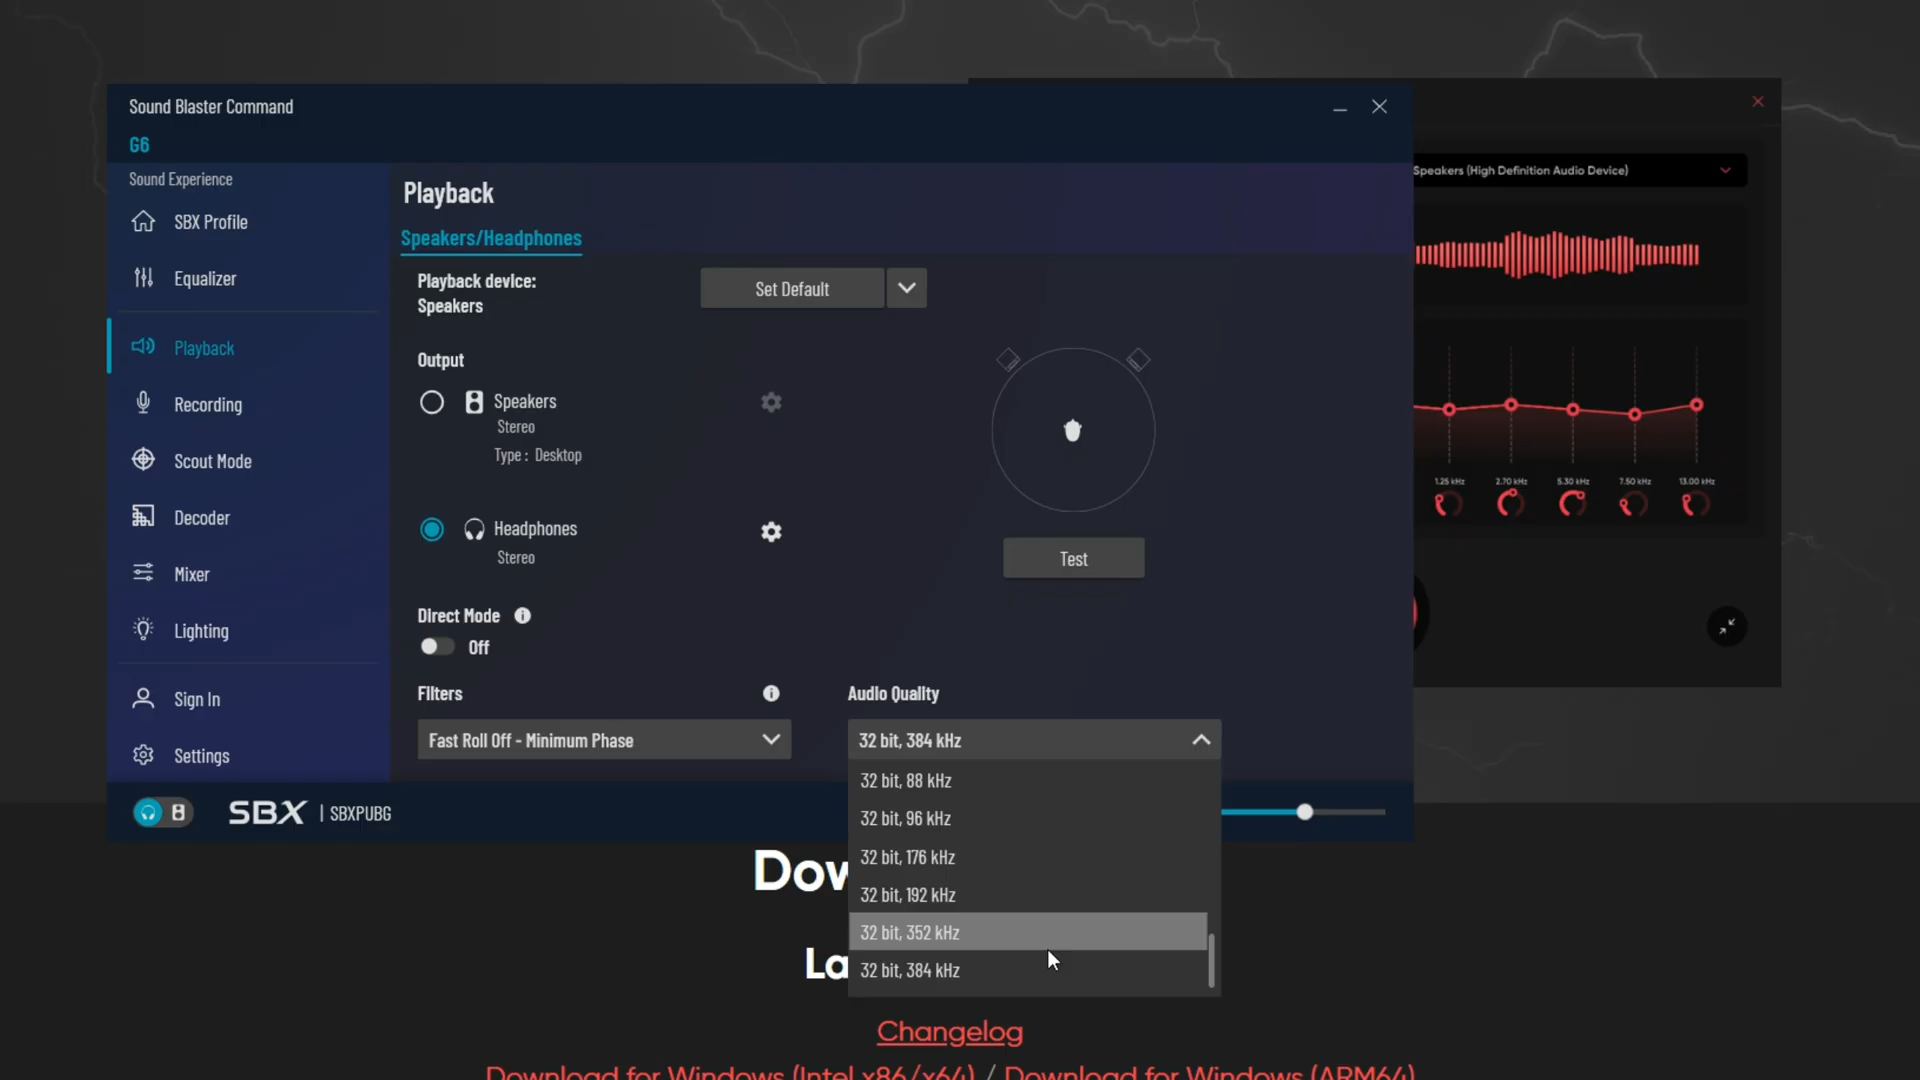 Sound Blaster Command
G6
Sound Experience
SBX Profile
Equalizer
Playback
Recording
Scout Mode
Decoder
Mixer
Lighting
Sign In
Settings
SBX | SBXPUBG
Playback
Speakers/Headphones
Playback device:
Speakers
Set Default
Output
Speakers
Stereo
Type : Desktop
Headphones
Stereo
Test
Direct Mode
Off
Filters
Fast Roll Off - Minimum Phase
Audio Quality
32 bit, 384 kHz
32 bit, 88 kHz
32 bit, 96 kHz
32 bit, 176 kHz
32 bit, 192 kHz
32 bit, 352 kHz
32 bit, 384 kHz
Speakers (High Definition Audio Device)
1.25 kHz 2.70 kHz 5.30 kHz 7.50 kHz 13.00 kHz
Changelog
Download for Windows (Intel x86/x64) / Download for Windows (ARM64)